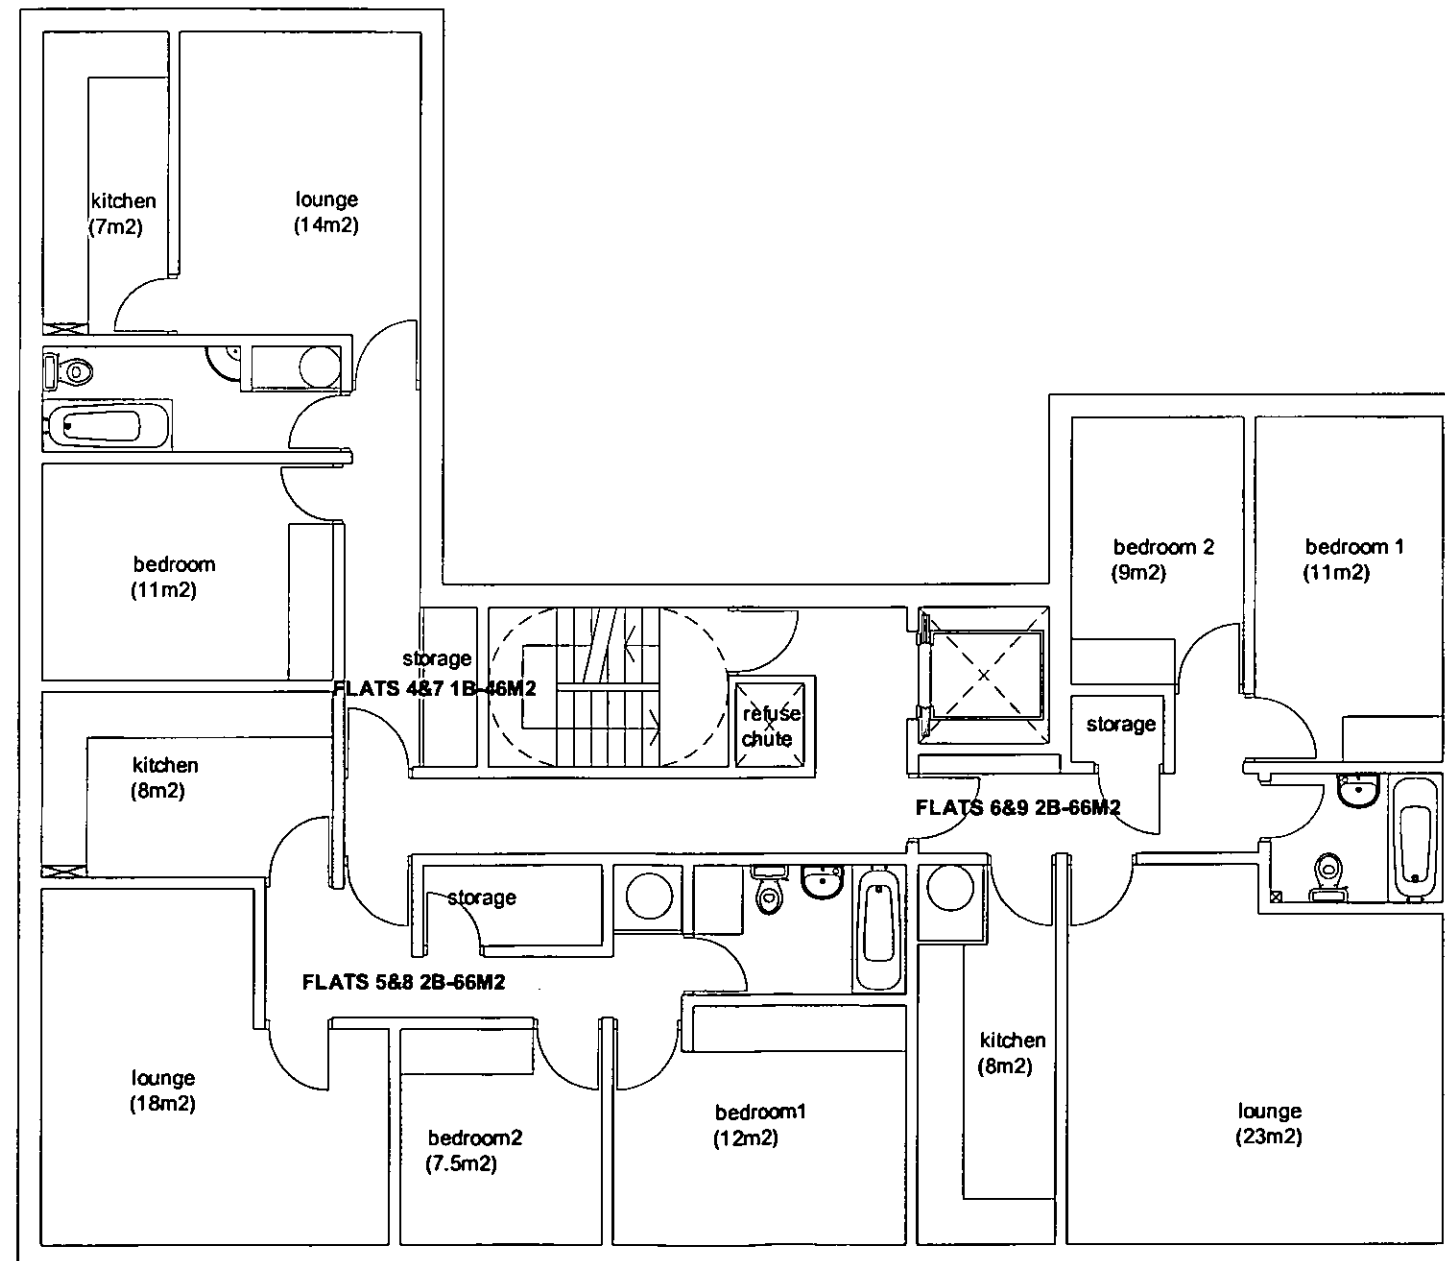 kitchen
(7m2)
lounge
(14m2)
bedroom
(11m2)
bedroom 2
(9m2)
bedroom 1
(11m2)
storage
FLATS 4&7 1B-46M2
refuse
chute
storage
kitchen
(8m2)
FLATS 6&9 2B-66M2
storage
FLATS 5&8 2B-66M2
lounge
(18m2)
bedroom2
(7.5m2)
bedroom1
(12m2)
kitchen
(8m2)
lounge
(23m2)